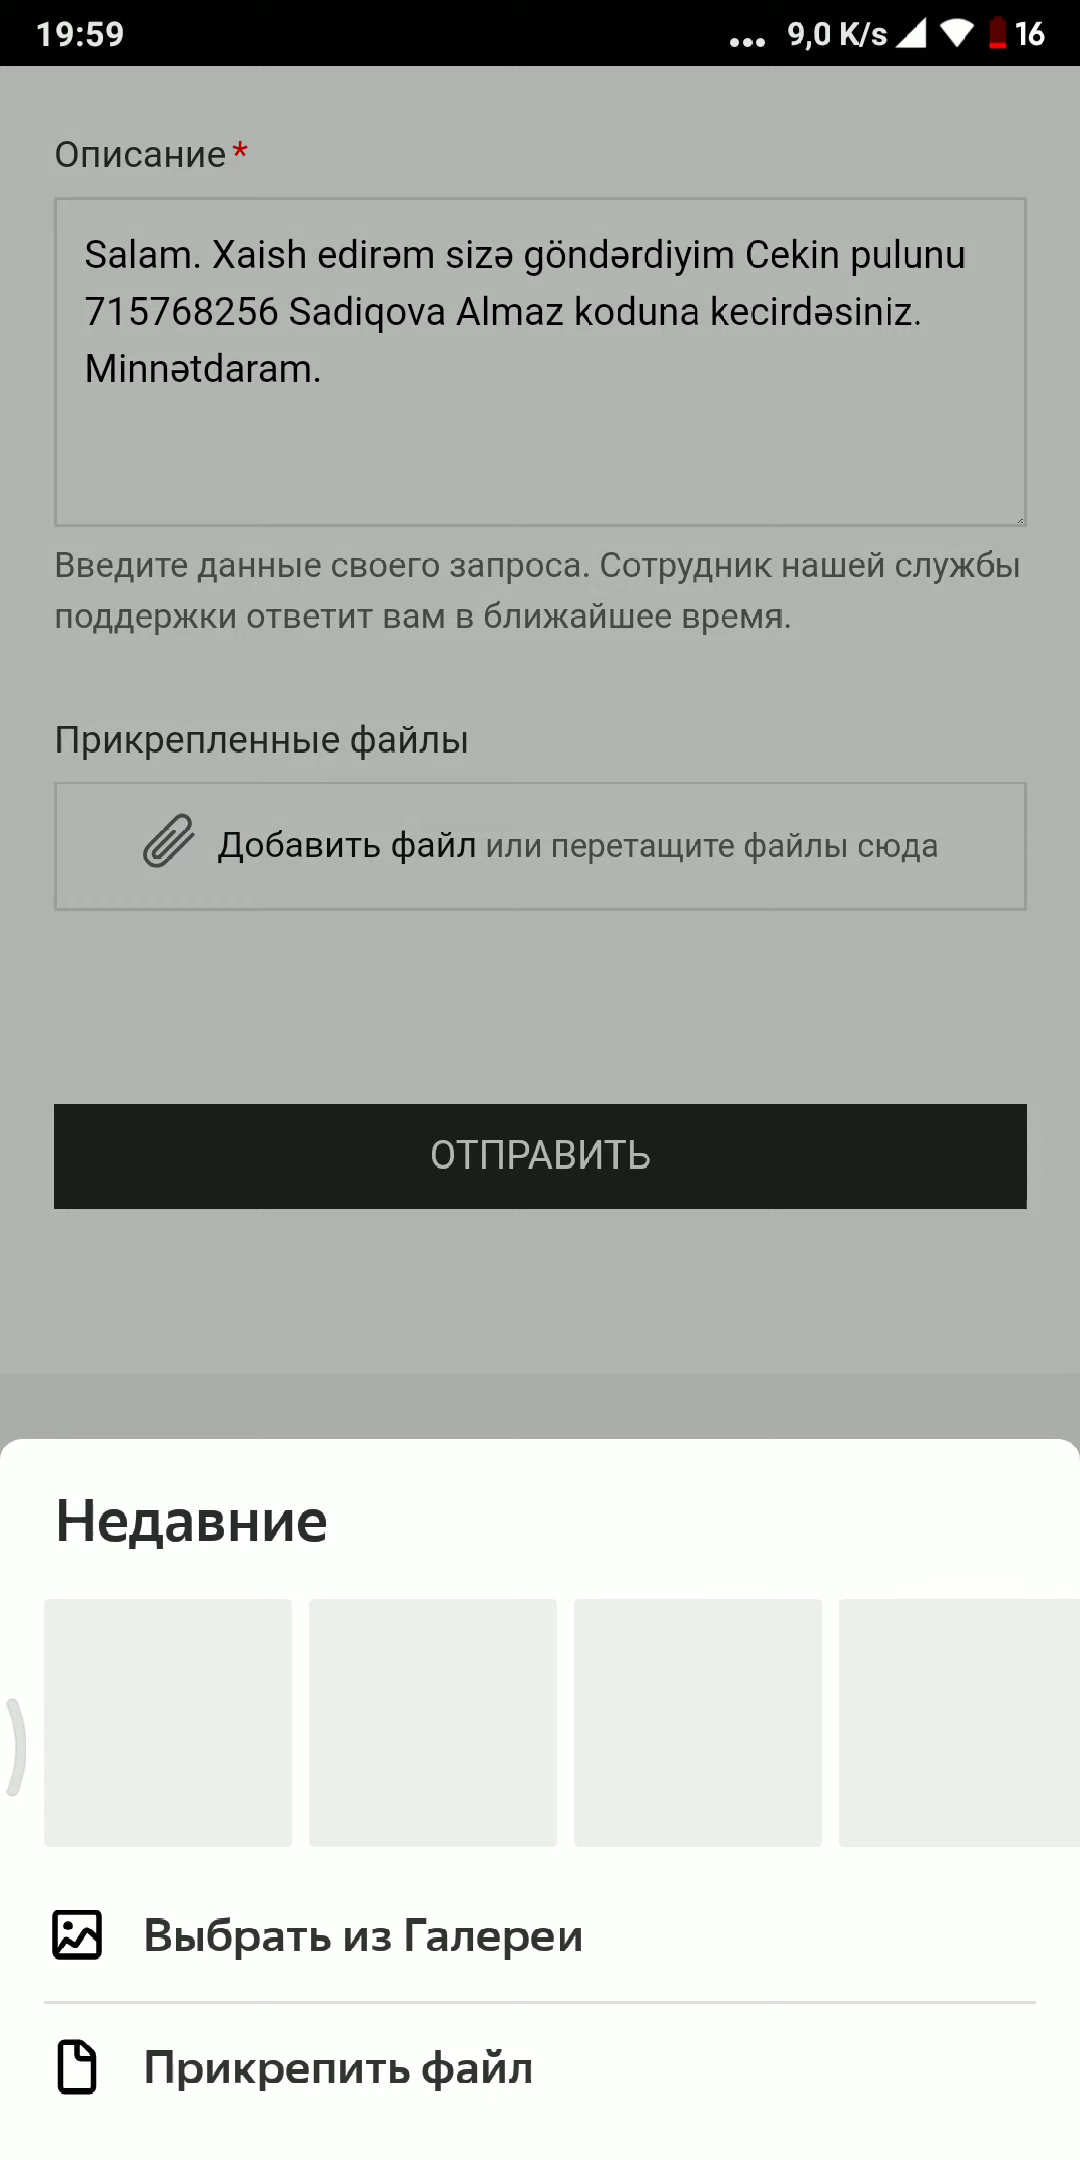 19:59
9,0 K/s
16
Описание*
Salam. Xaish edirəm sizə göndərdiyim Cekin pulunu
715768256 Sadiqova Almaz koduna kecirdəsiniz.
Minnətdaram.
Введите данные своего запроса. Сотрудник нашей службы
поддержки ответит вам в ближайшее время.
Прикрепленные файлы
Добавить файл или перетащите файлы сюда
ОТПРАВИТЬ
Недавние
Выбрать из Галереи
Прикрепить файл